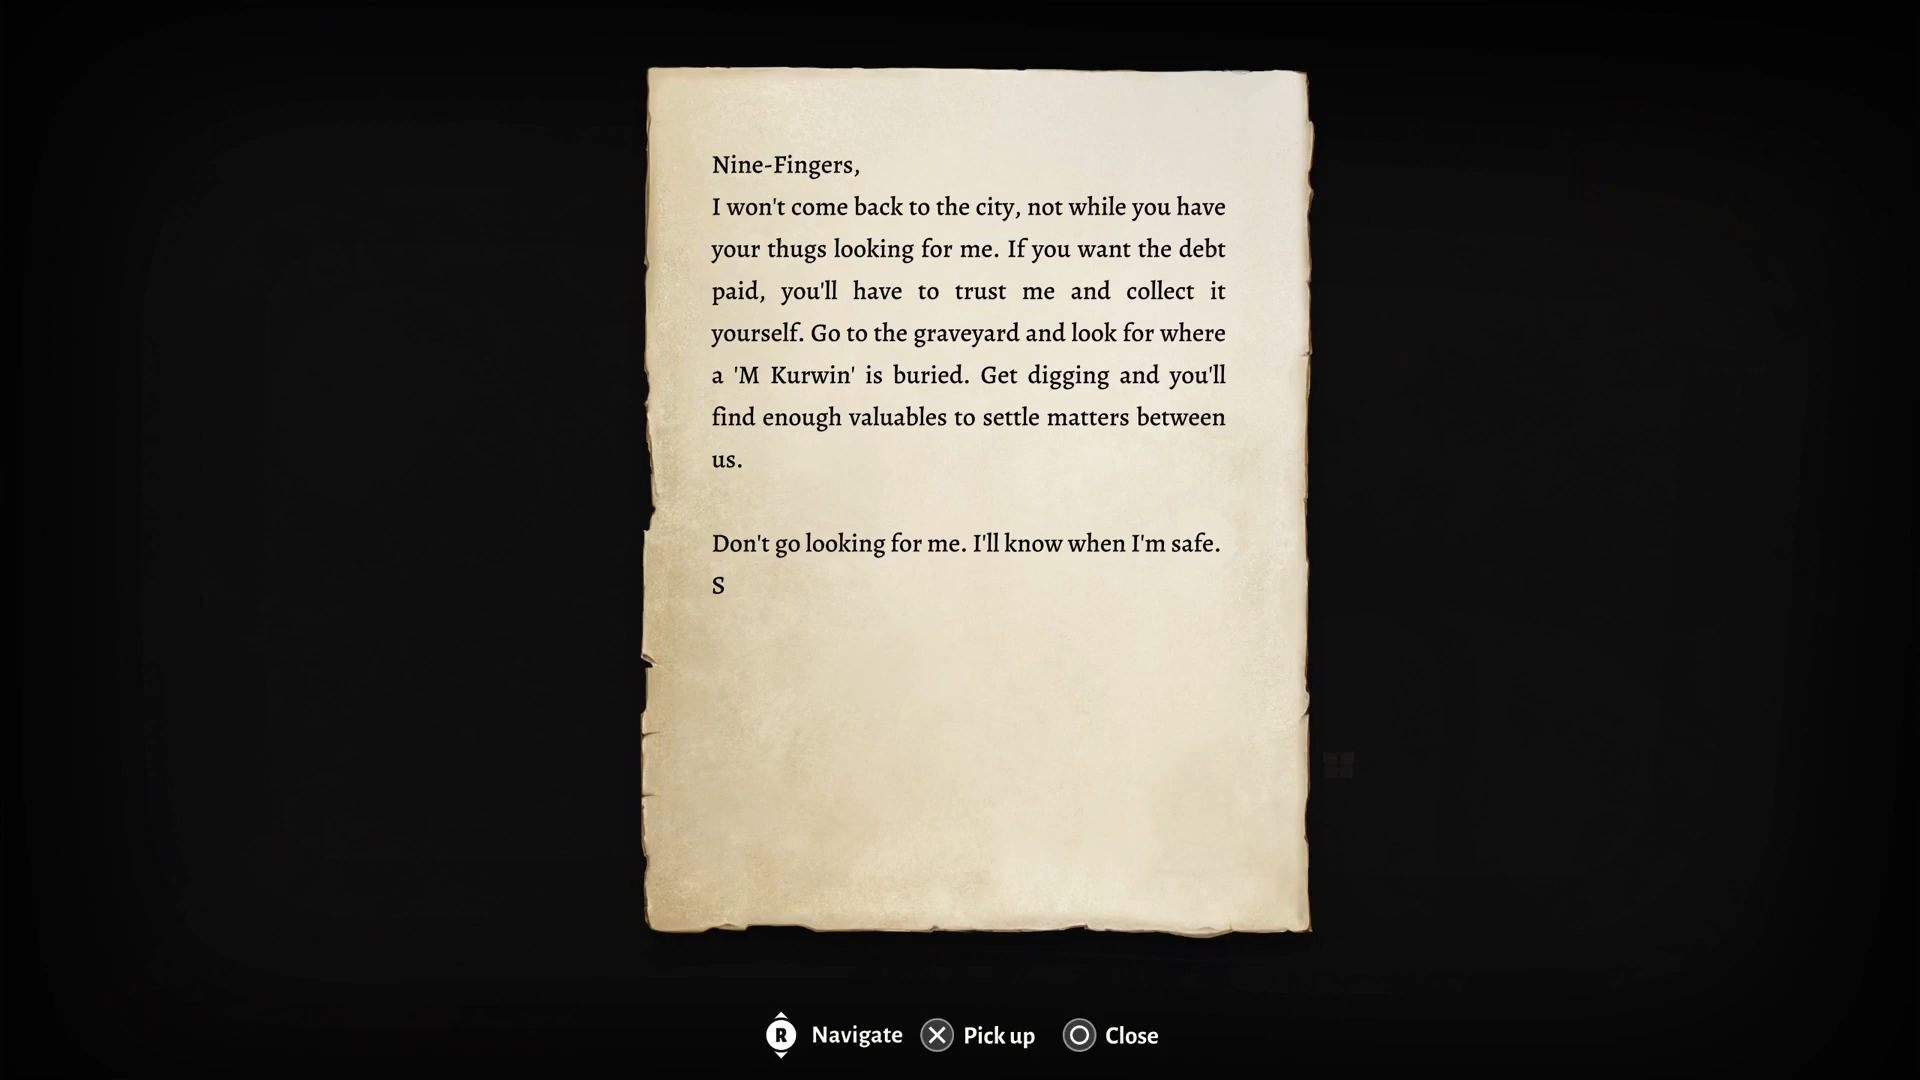 Nine-Fingers,
I won't come back to the city, not while you have
your thugs looking for me. If you want the debt
paid, you'll have to trust me and collect it
yourself. Go to the graveyard and look for where
a 'M Kurwin' is buried. Get digging and you'll
find enough valuables to settle matters between
us.
Don't go looking for me. I'll know when I'm safe.
S
R Navigate Pick up Close